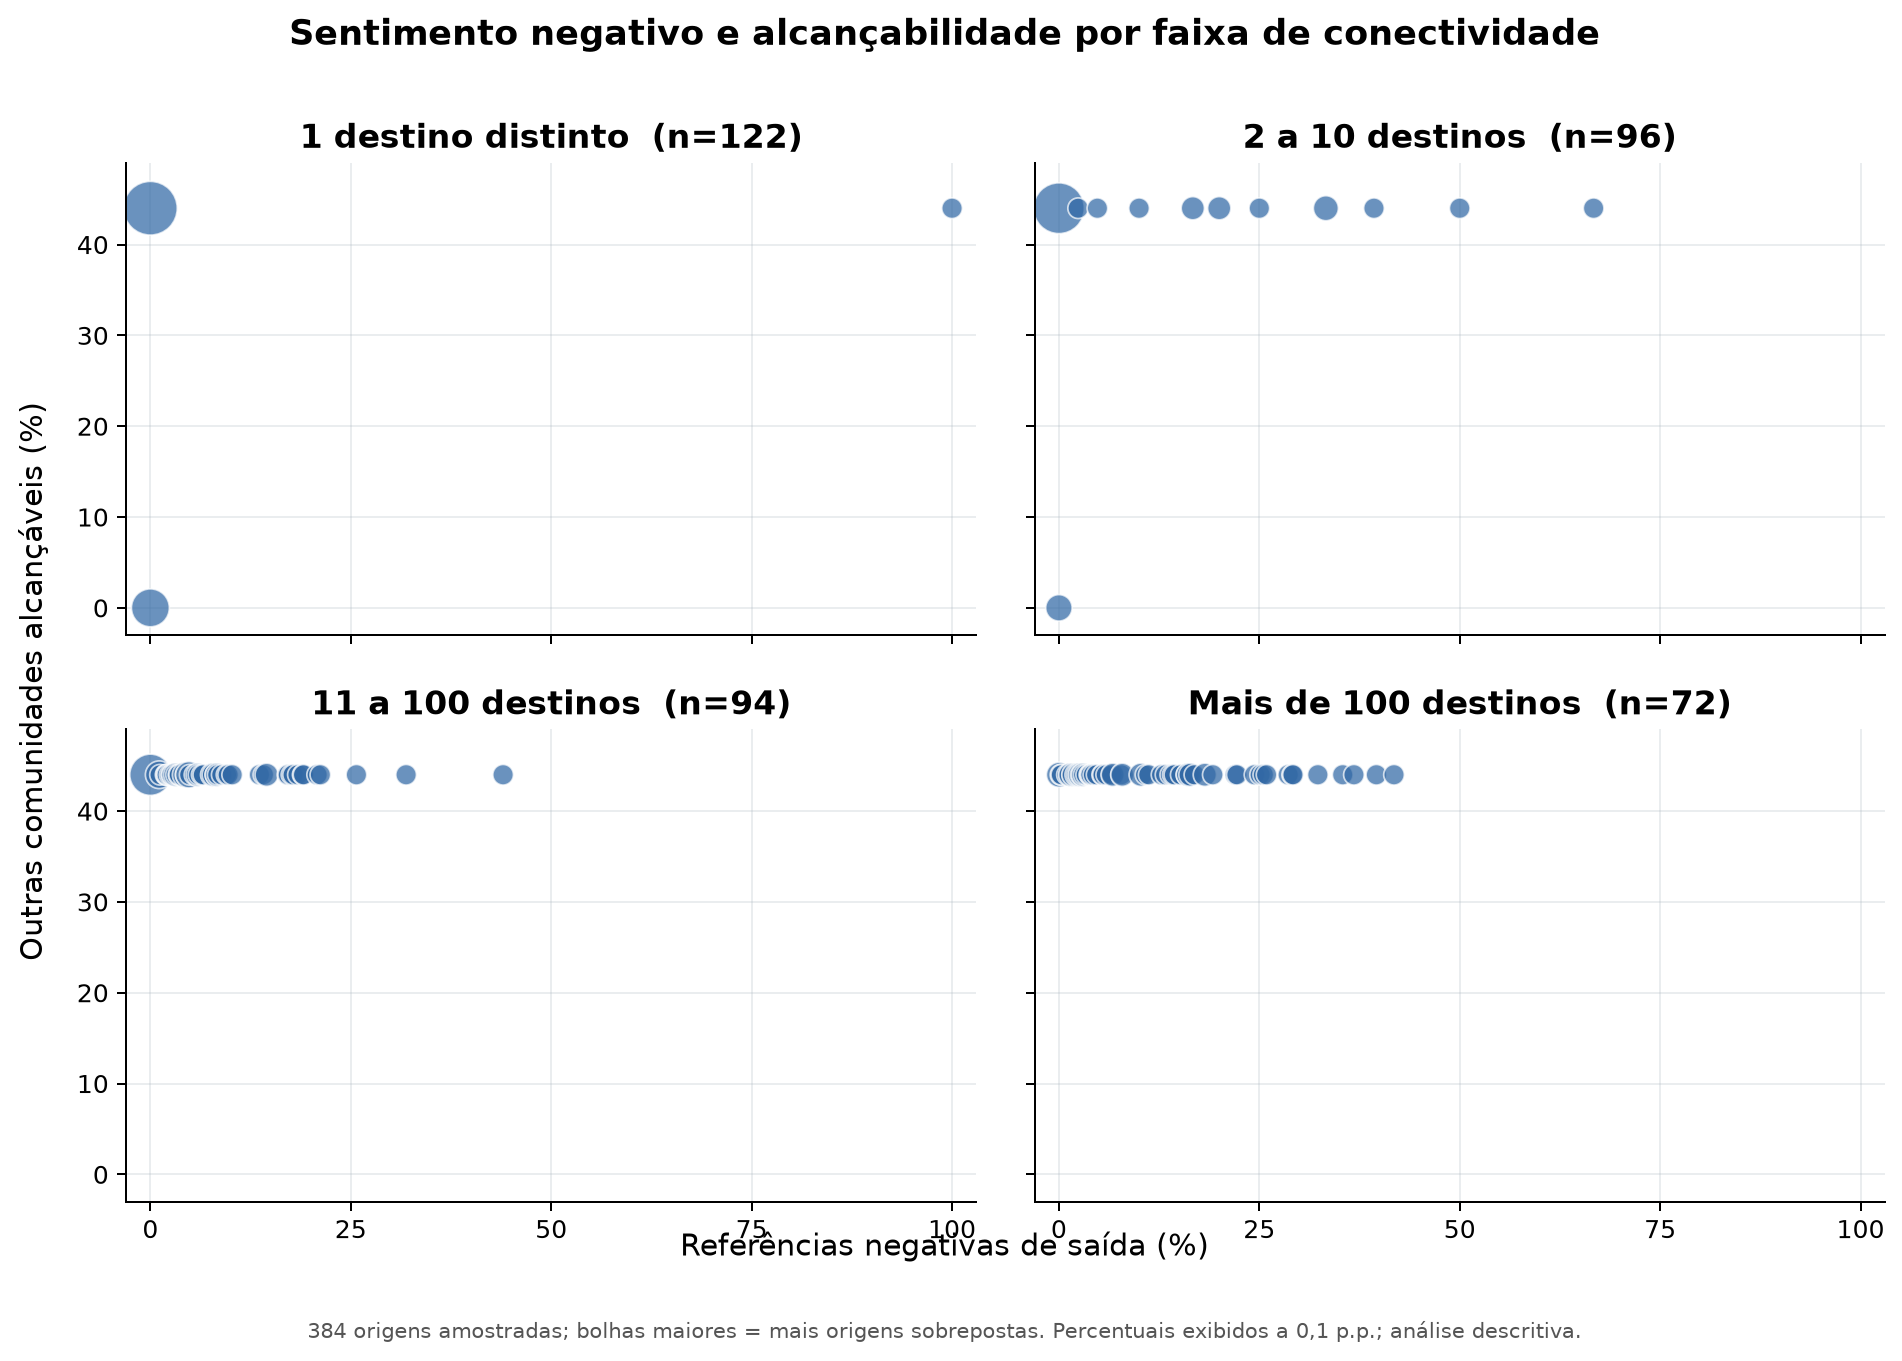 Sentimento negativo e alcançabilidade por faixa de conectividade
1 destino distinto (n=122)
2 a 10 destinos (n=96)
40
30
20
10
0
Outras comunidades alcançáveis (%)
11 a 100 destinos (n=94)
Mais de 100 destinos (n=72)
40
30
20
10
0
0 25 50 75 100
0 25 50 75 100
Referências negativas de saída (%)
384 origens amostradas; bolhas maiores = mais origens sobrepostas. Percentuais exibidos a 0,1 p.p.; análise descritiva.